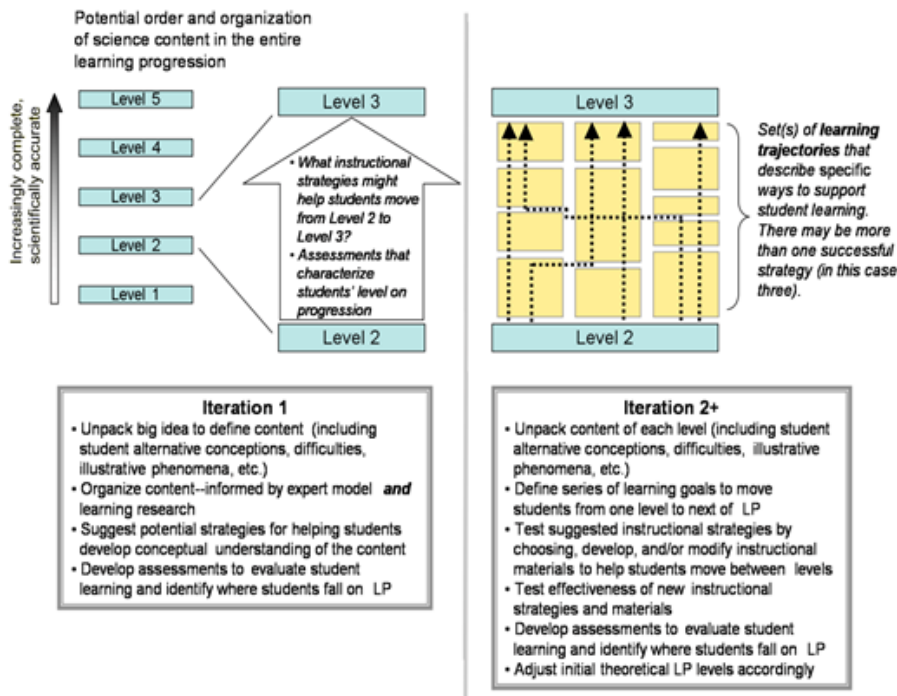 Potential order and organization
of science content in the entire
learning progression
Increasingly complete,
scientifically accurate
Level 5
Level 4
Level 3
Level 2
Level 1
Level 3
• What instructional
strategies might
help students move
from Level 2 to
Level 3?
• Assessments that
characterize
students' level on
progression
Level 2
Level 3
Level 2
Set(s) of learning
trajectories that
describe specific
ways to support
student learning.
There may be more
than one successful
strategy (in this case
three).
Iteration 1
• Unpack big idea to define content (including
student alternative conceptions, difficulties,
illustrative phenomena, etc.)
• Organize content--informed by expert model and
learning research
• Suggest potential strategies for helping students
develop conceptual understanding of the content
• Develop assessments to evaluate student
learning and identify where students fall on LP
Iteration 2+
• Unpack content of each level (including student
alternative conceptions, difficulties, illustrative
phenomena, etc.)
• Define series of learning goals to move
students from one level to next of LP
• Test suggested instructional strategies by
choosing, develop, and/or modify instructional
materials to help students move between levels
• Test effectiveness of new instructional
strategies and materials
• Develop assessments to evaluate student
learning and identify where students fall on LP
• Adjust initial theoretical LP levels accordingly